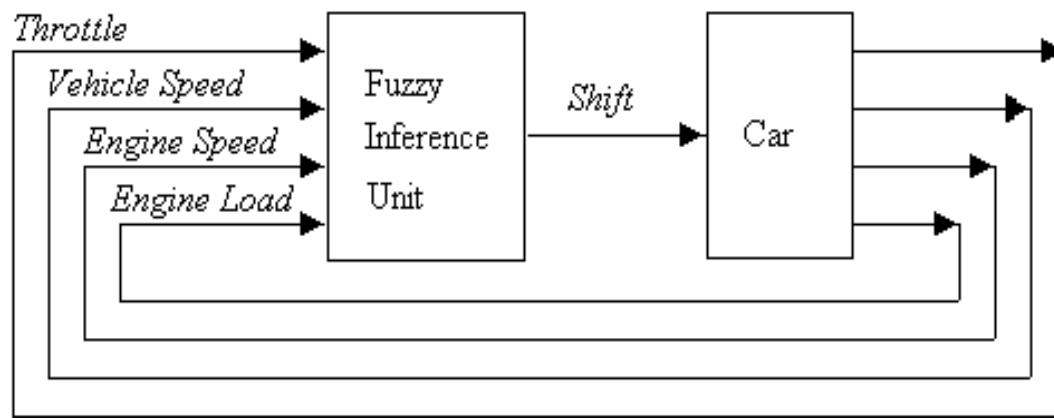 Throttle
Vehicle Speed
Engine Speed
Engine Load
Fuzzy
Inference
Unit
Shift
Car